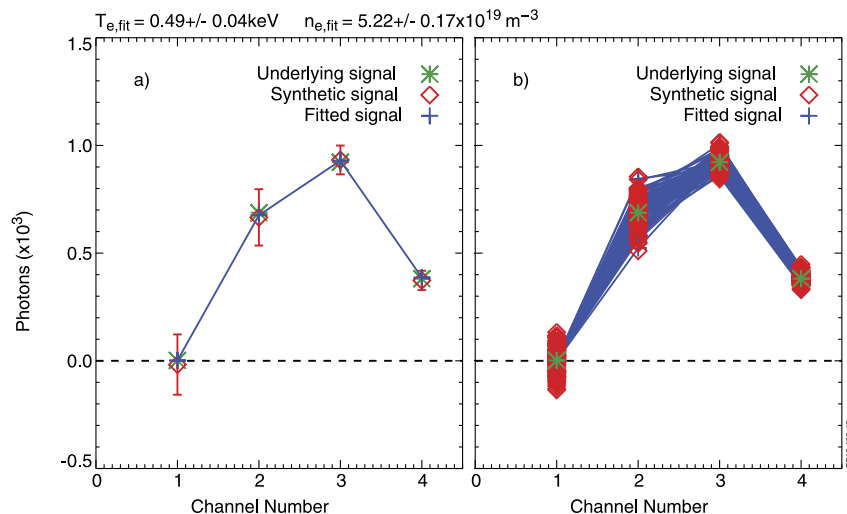 T e,fit = 0.49+/- 0.04keV n e,fit = 5.22+/- 0.17x10 19 m −3
1.5
a)
Underlying signal
Synthetic signal
Fitted signal
b)
Underlying signal
Synthetic signal
Fitted signal
1.0
0.5
0.0
-0.5
Photons (x10 3 )
0 1 2 3 4 0 1 2 3 4
Channel Number Channel Number